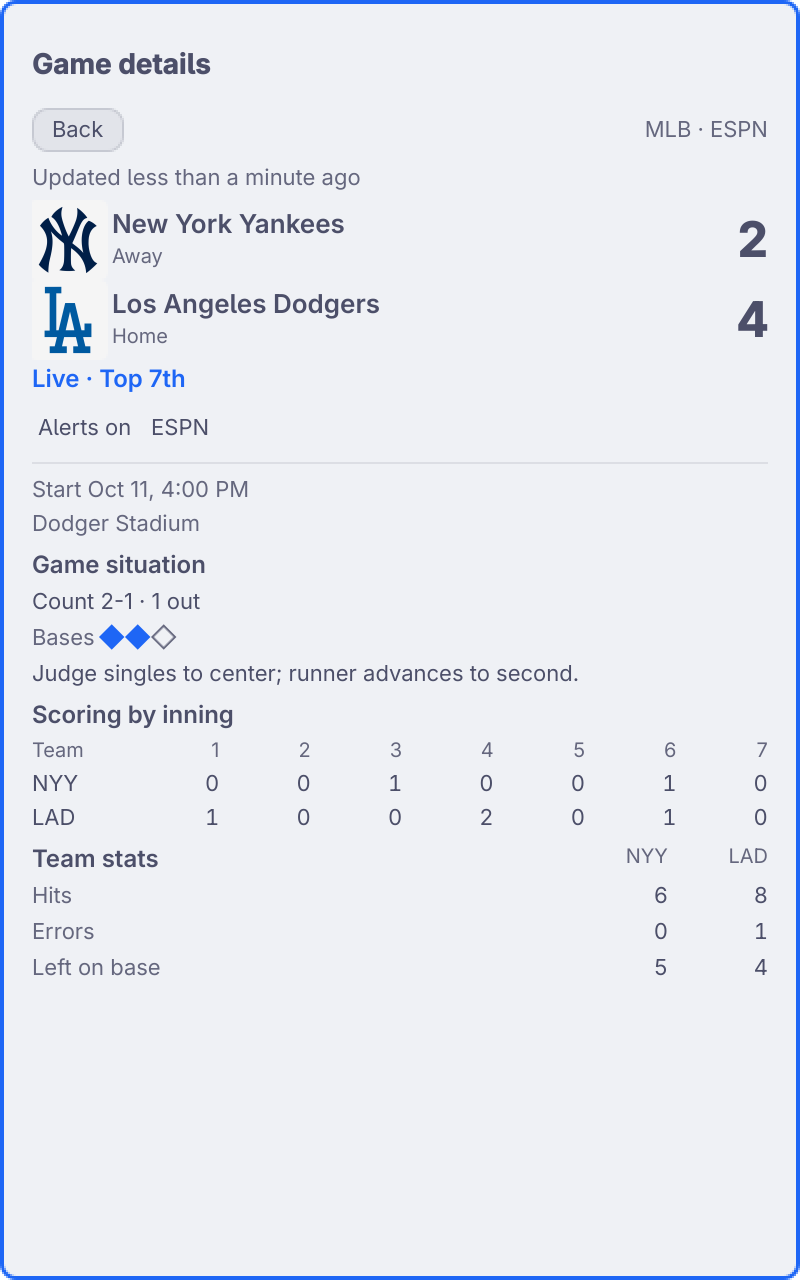 Game details
Back MLB · ESPN
Updated less than a minute ago
New York Yankees 2
Away
Los Angeles Dodgers 4
Home
Live · Top 7th
Alerts on ESPN
Start Oct 11, 4:00 PM
Dodger Stadium
Game situation
Count 2-1 · 1 out
Bases
Judge singles to center; runner advances to second.
Scoring by inning
Team 1 2 3 4 5 6 7
NYY 0 0 1 0 0 1 0
LAD 1 0 0 2 0 1 0
Team stats NYY LAD
Hits 6 8
Errors 0 1
Left on base 5 4